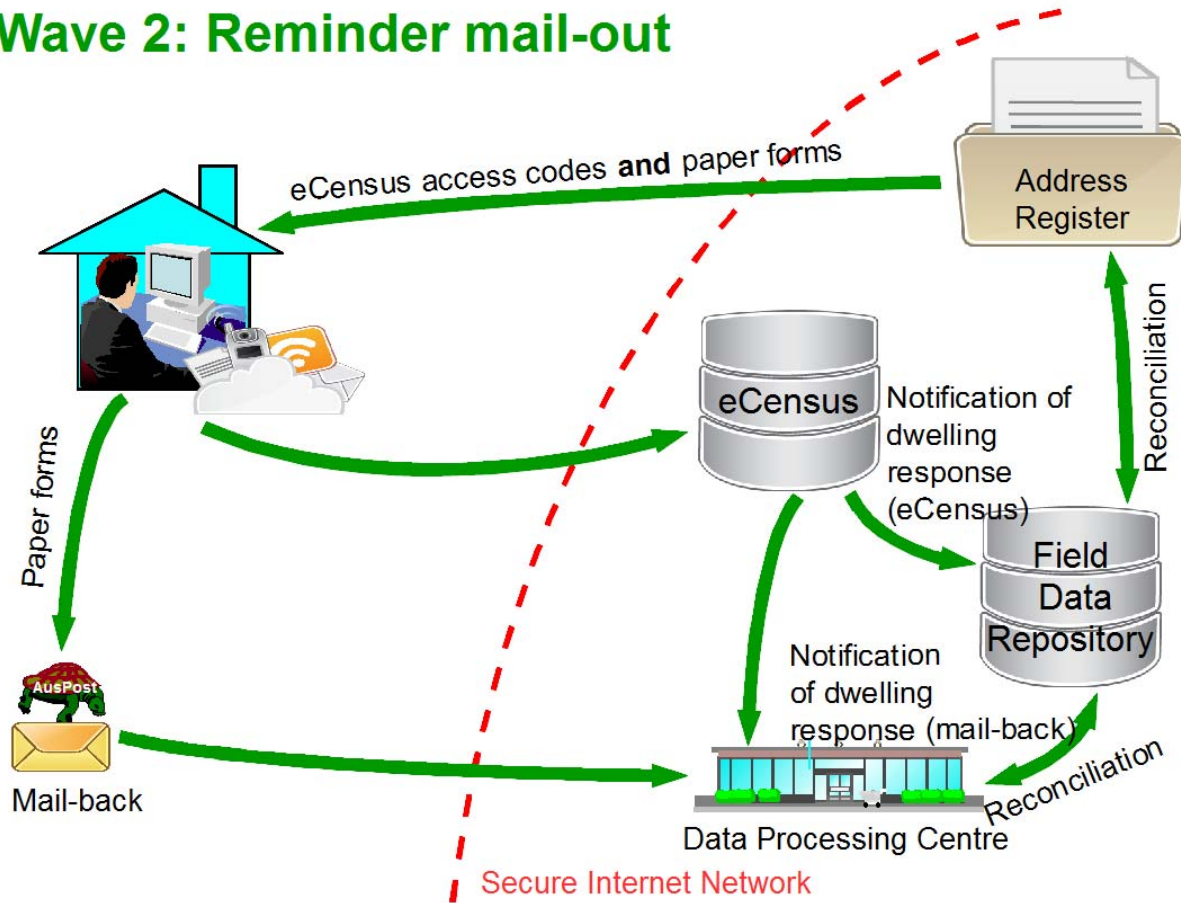 Wave 2: Reminder mail-out
eCensus access codes and paper forms
Address
Register
Reconciliation
eCensus
Notification of
dwelling
response
(eCensus)
Paper forms
Field
Data
Repository
AusPost
Mail-back
Notification
of dwelling
response (mail-back)
Reconciliation
Data Processing Centre
Secure Internet Network